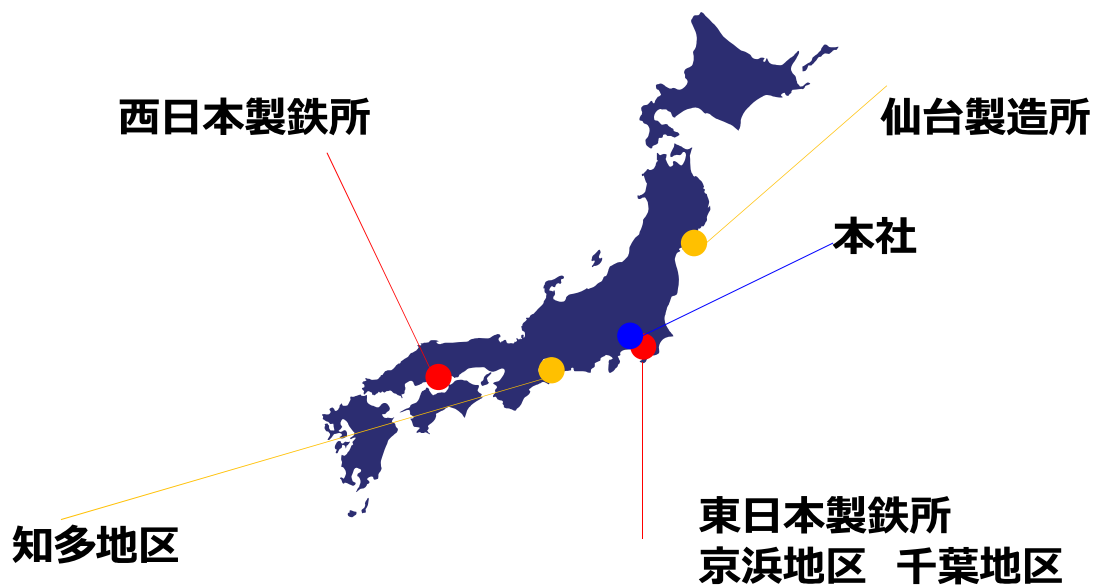 西日本製鉄所
仙台製造所
本社
知多地区
東日本製鉄所
京浜地区 千葉地区